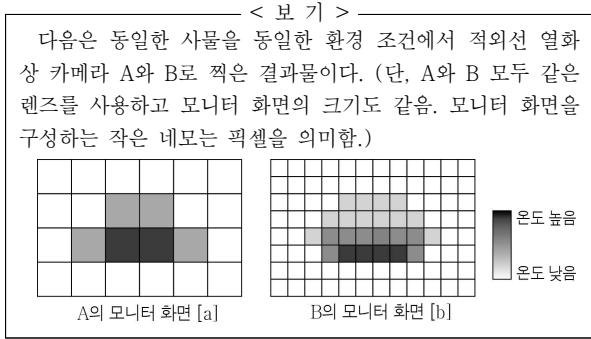 < 보 기 >
다음은 동일한 사물을 동일한 환경 조건에서 적외선 열화
상 카메라 A와 B로 찍은 결과물이다. (단, A와 B 모두 같은
렌즈를 사용하고 모니터 화면의 크기도 같음. 모니터 화면을
구성하는 작은 네모는 픽셀을 의미함.)
온도 높음
온도 낮음
A의 모니터 화면 [a]
B의 모니터 화면 [b]